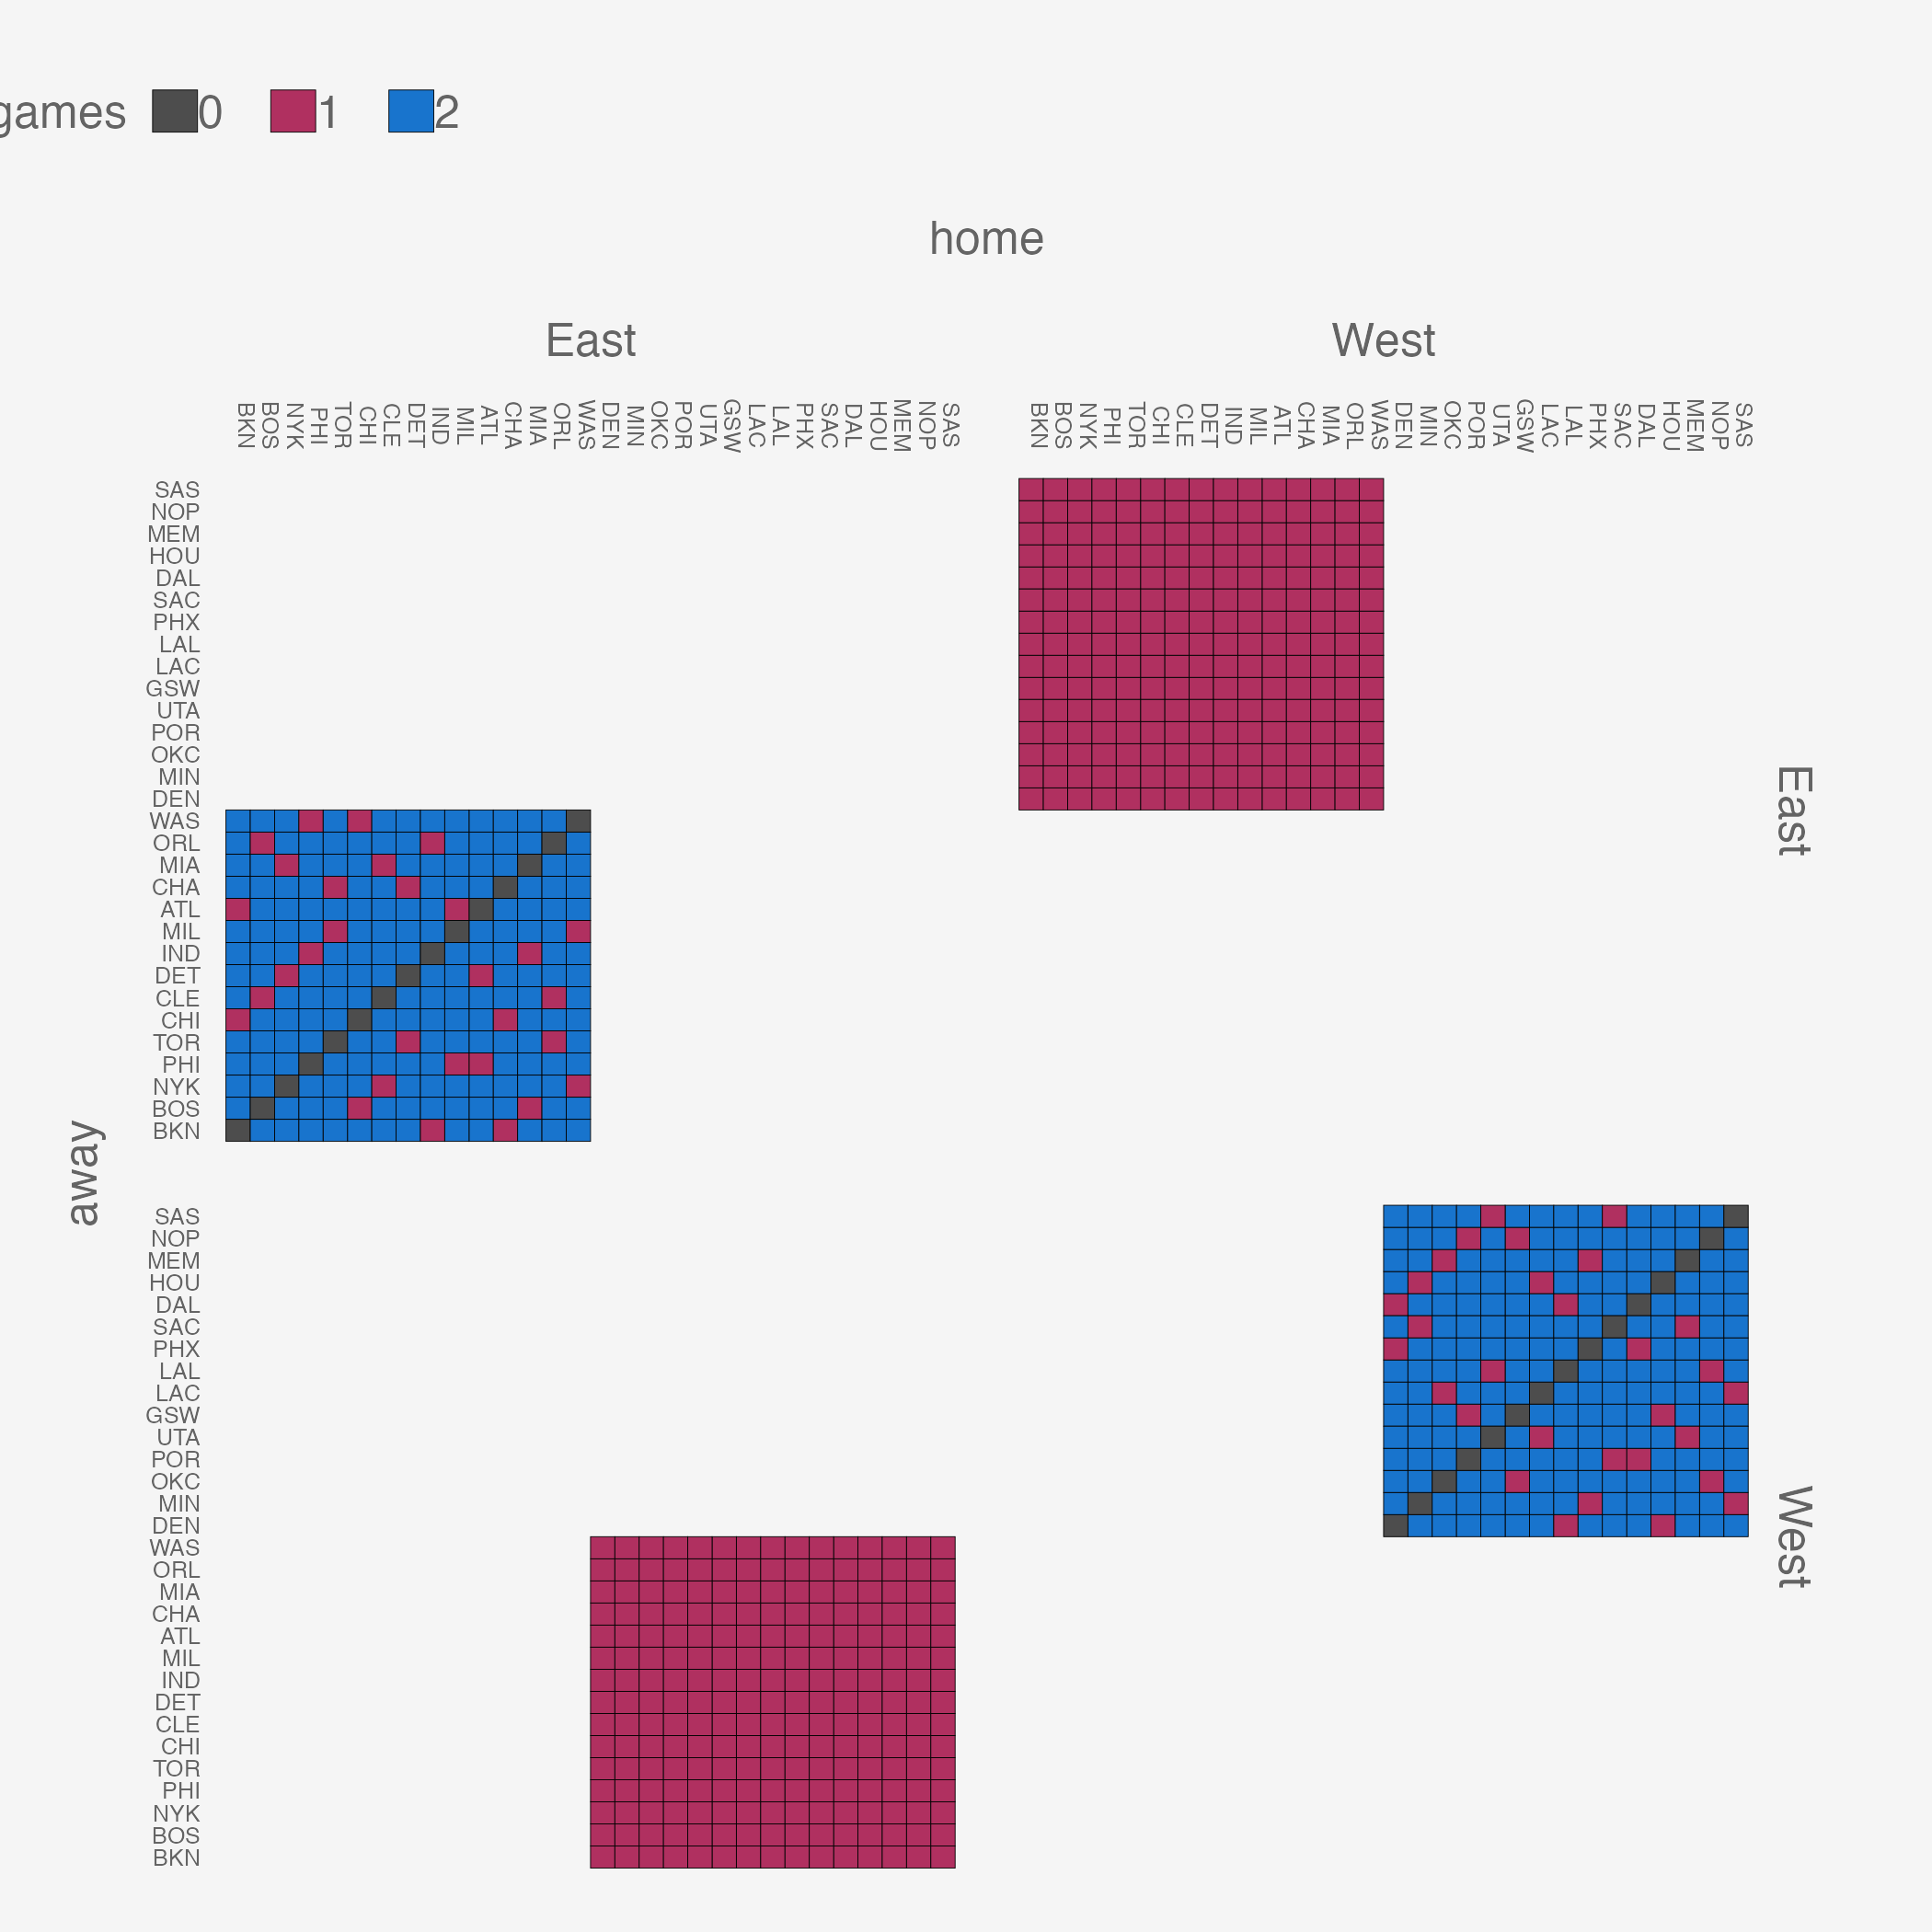 games 0 1 2
home
East West
BKN BOS NYK PHI TOR CHI CLE DET IND MIL ATL CHA MIA ORL WAS DEN MIN OKC POR UTA GSW LAC LAL PHX SAC DAL HOU MEM NOP SAS
BKN BOS NYK PHI TOR CHI CLE DET IND MIL ATL CHA MIA ORL WAS DEN MIN OKC POR UTA GSW LAC LAL PHX SAC DAL HOU MEM NOP SAS
SAS
NOP
MEM
HOU
DAL
SAC
PHX
LAL
LAC
GSW
UTA
POR
OKC
MIN
DEN
WAS
ORL
MIA
CHA
ATL
MIL
IND
DET
CLE
CHI
TOR
PHI
NYK
BOS
BKN
East
away
SAS
NOP
MEM
HOU
DAL
SAC
PHX
LAL
LAC
GSW
UTA
POR
OKC
MIN
DEN
WAS
ORL
MIA
CHA
ATL
MIL
IND
DET
CLE
CHI
TOR
PHI
NYK
BOS
BKN
West